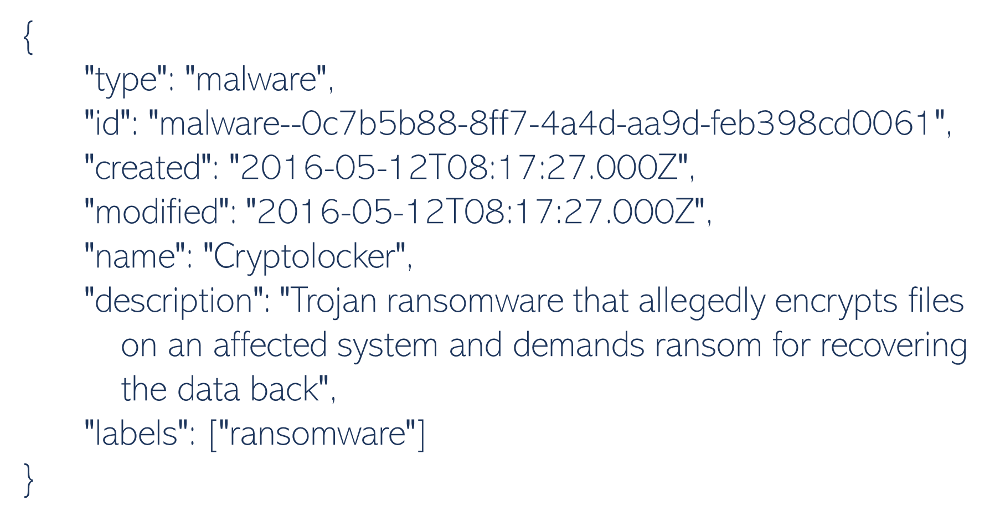 {
"type": "malware",
"id": "malware--0c7b5b88-8ff7-4a4d-aa9d-feb398cd0061",
"created": "2016-05-12T08:17:27.000Z",
"modified": "2016-05-12T08:17:27.000Z",
"name": "Cryptolocker",
"description": "Trojan ransomware that allegedly encrypts files
on an affected system and demands ransom for recovering
the data back",
"labels": ["ransomware"]
}